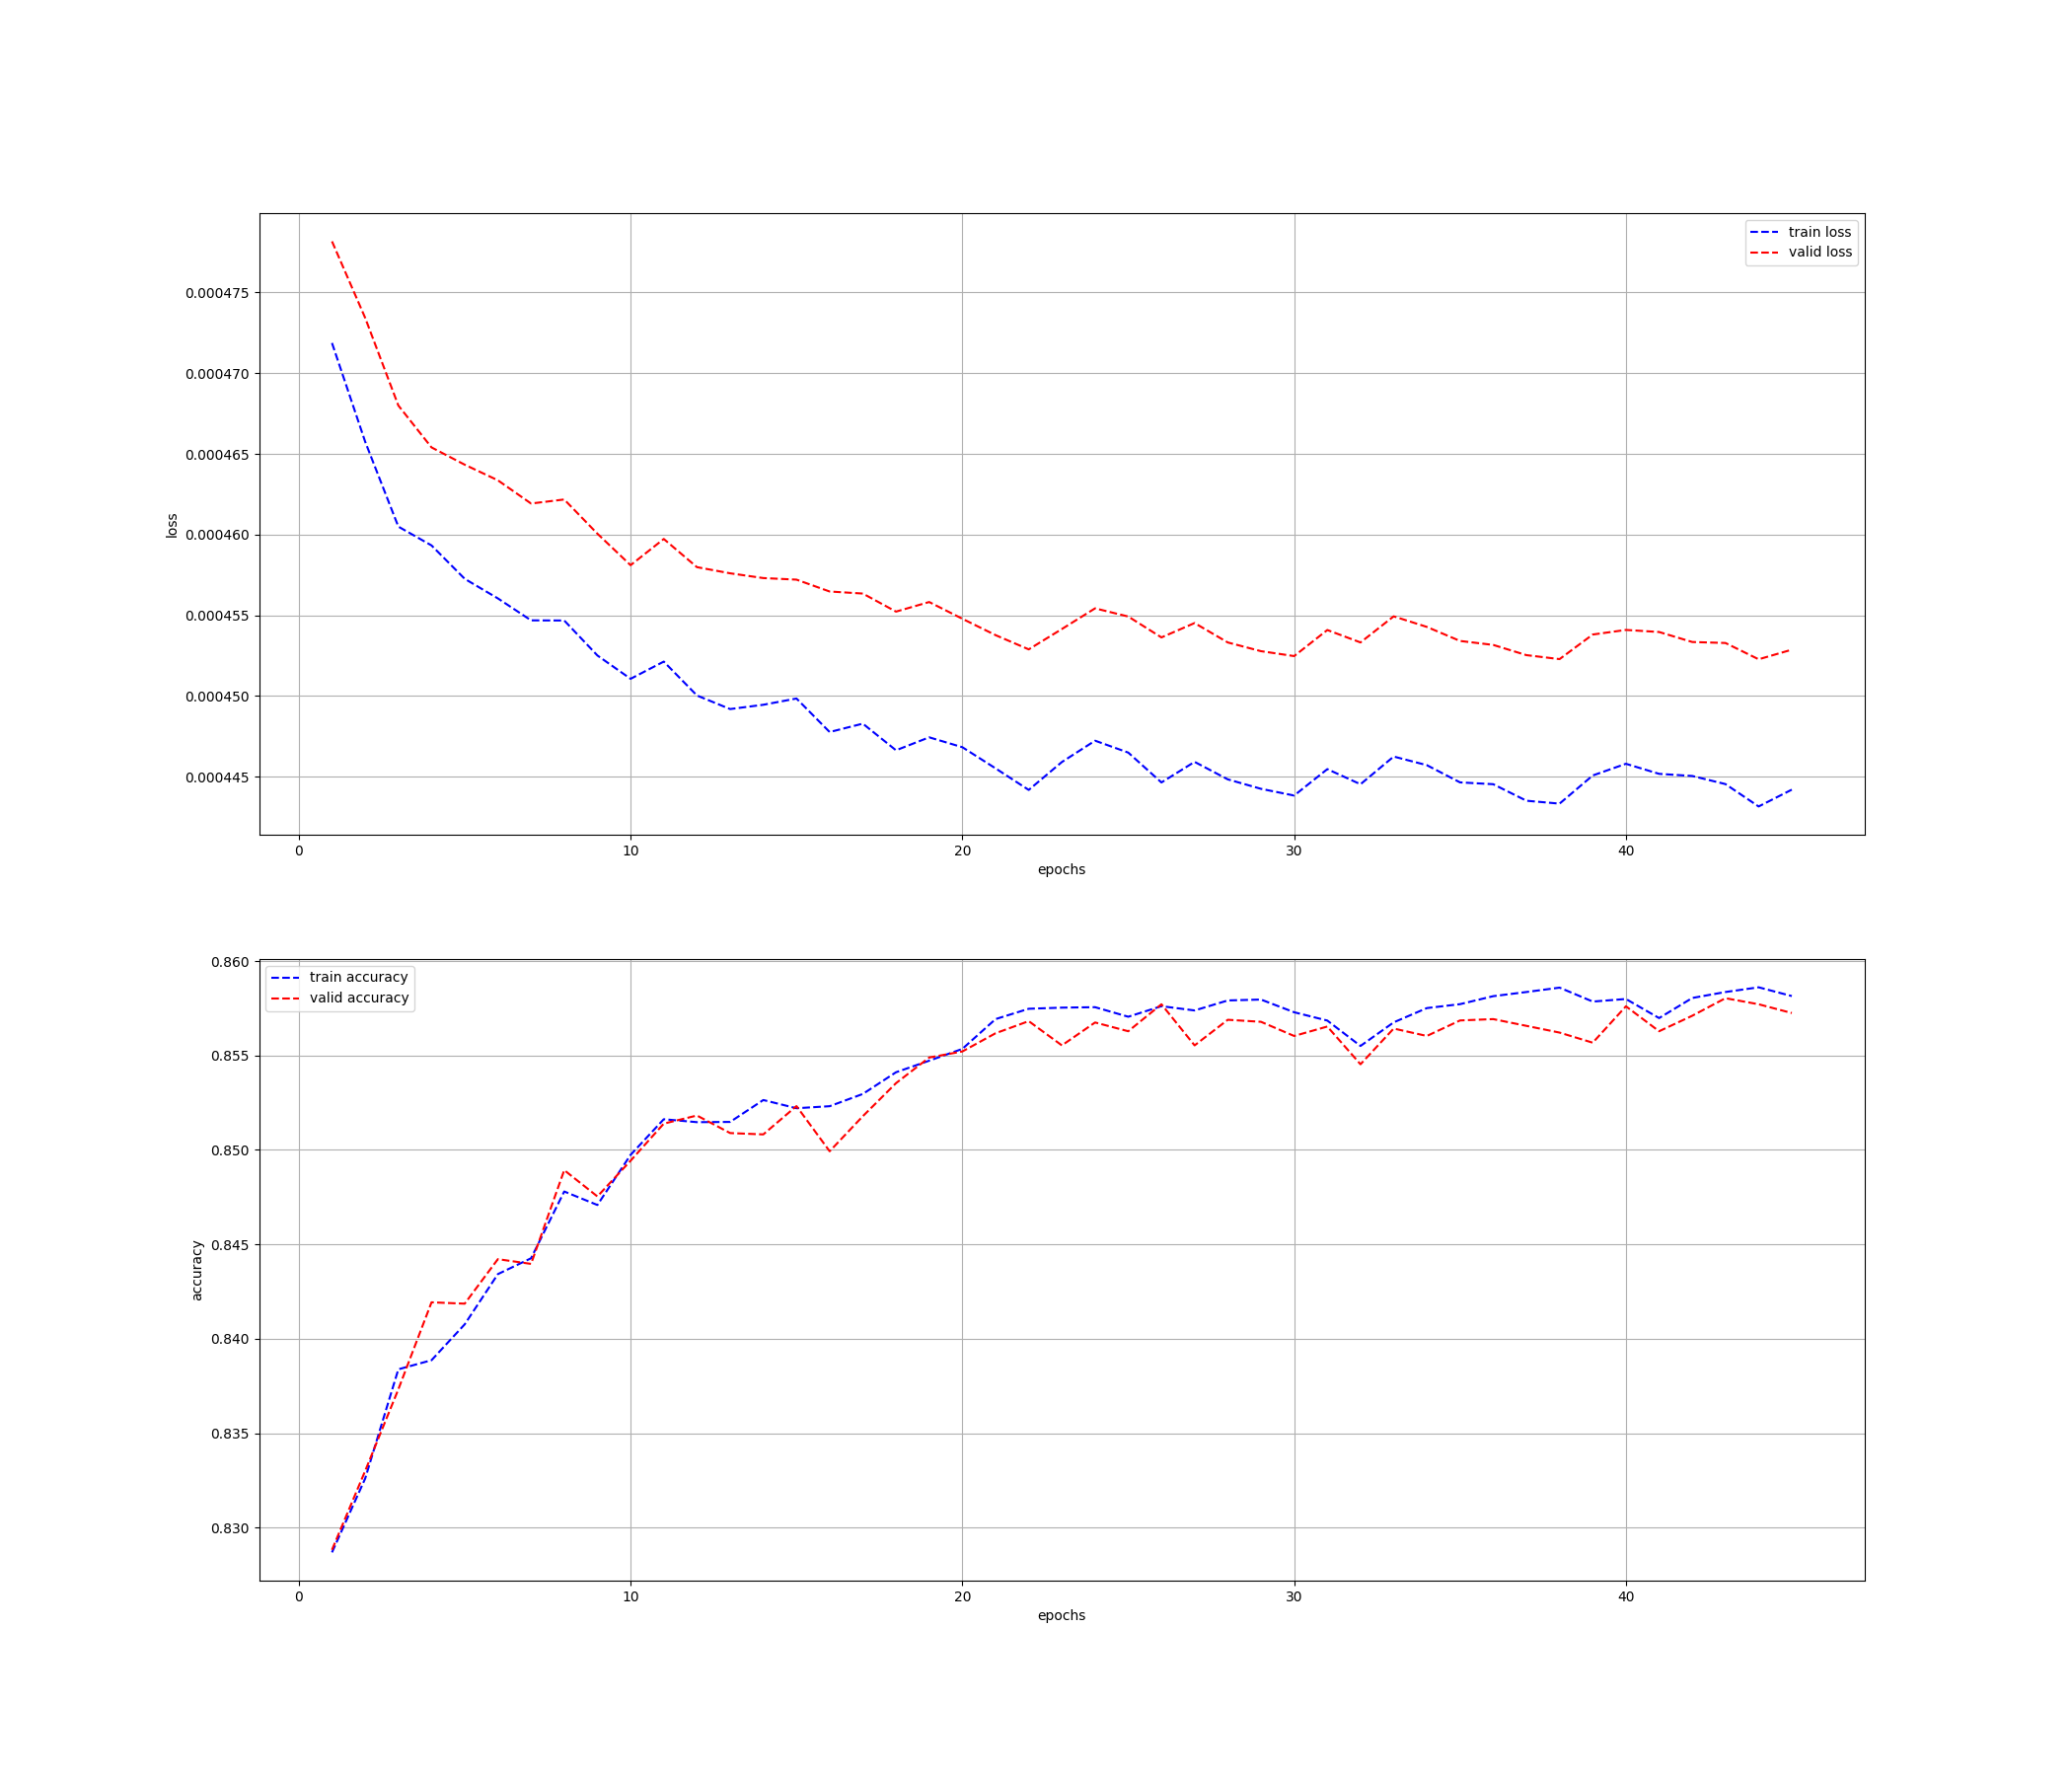 train loss
valid loss
0.000475
0.000470
0.000465
0.000460
0.000455
0.000450
0.000445
loss
0 10 20 30 40
epochs
train accuracy
valid accuracy
0.860
0.855
0.850
0.845
0.840
0.835
0.830
accuracy
0 10 20 30 40
epochs